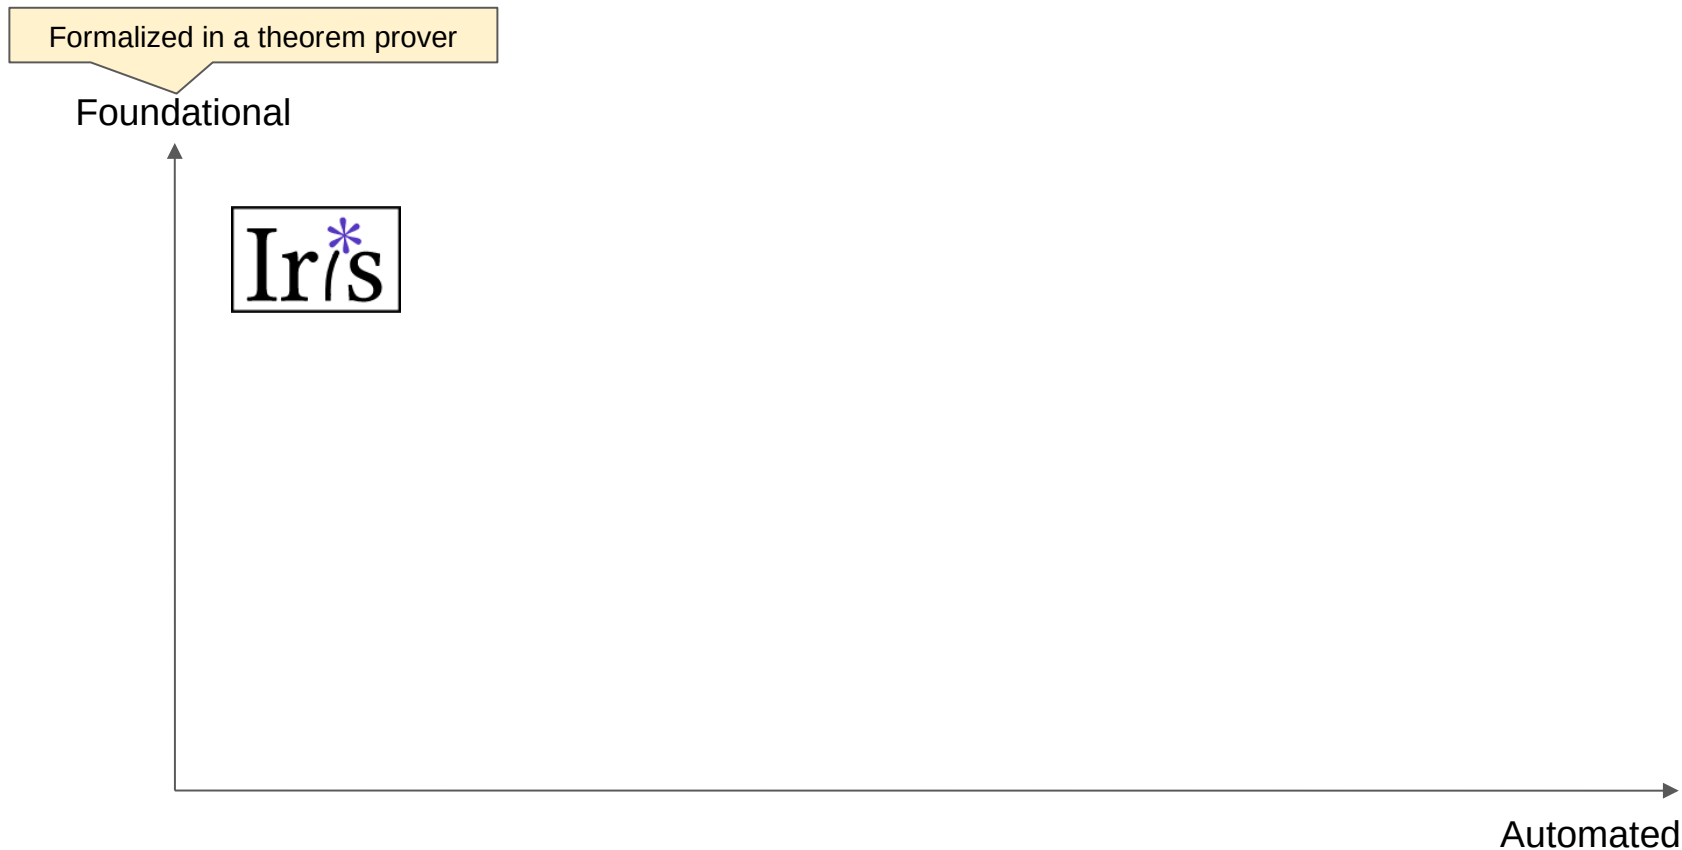 Formalized in a theorem prover
Foundational
Iris
Automated